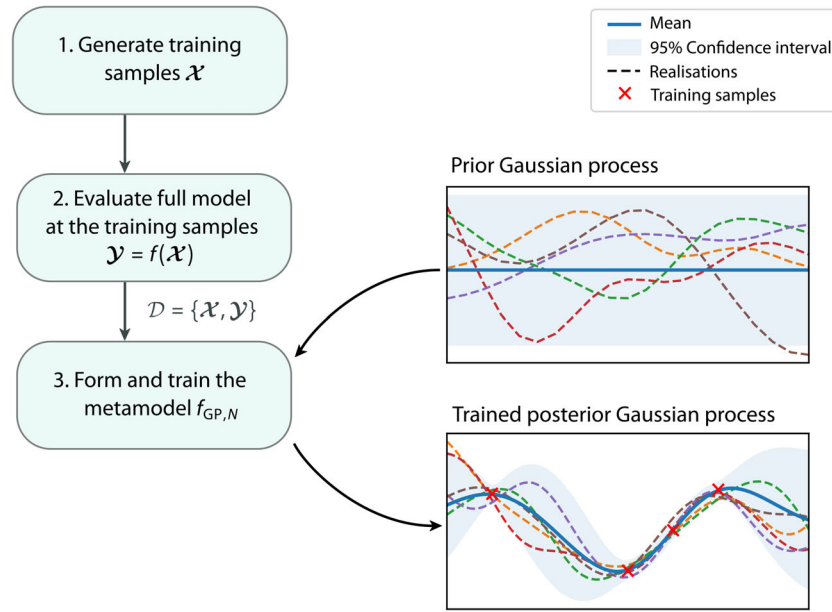 1. Generate training
samples 𝓧
2. Evaluate full model
at the training samples
𝓨 = f(𝓧)
𝒟 = {𝓧, 𝓨}
3. Form and train the
metamodel f_GP,N
Mean
95% Confidence interval
Realisations
Training samples
Prior Gaussian process
Trained posterior Gaussian process